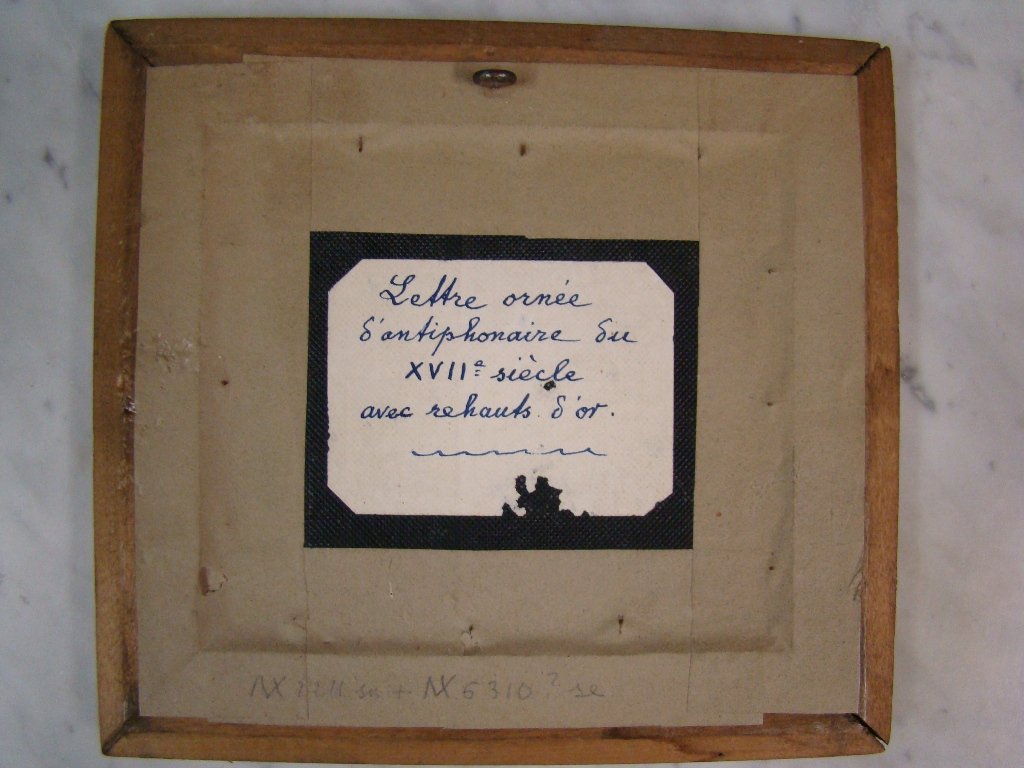 Lettre ornée
d'antiphonaire du
XVIIe siècle
avec rehauts d'or.